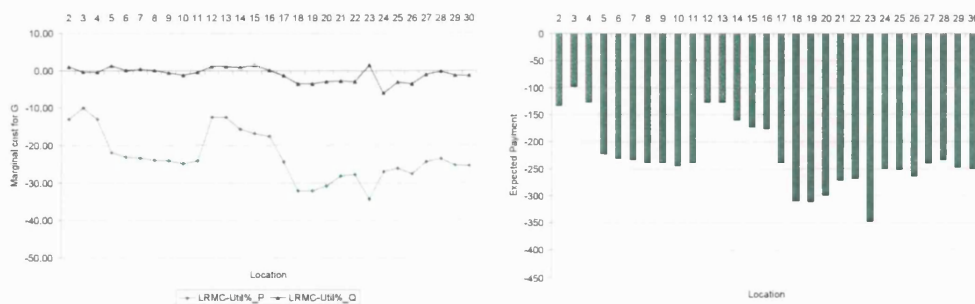 2 3 4 5 6 7 8 9 10 11 12 13 14 15 16 17 18 19 20 21 22 23 24 25 26 27 28 29 30
10.00
0.00
-10.00
-20.00
-30.00
-40.00
-50.00
Marginal cost for G
Location
LRMC-Util%_P LRMC-Util%_Q
2 3 4 5 6 7 8 9 10 11 12 13 14 15 16 17 18 19 20 21 22 23 24 25 26 27 28 29 30
0
-50
-100
-150
-200
-250
-300
-350
-400
-450
Expected Payment
Location